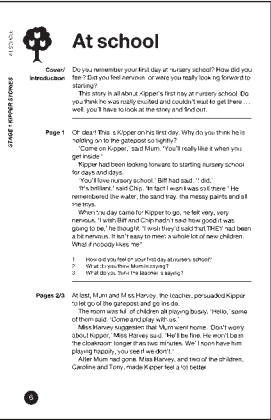 At school
AT SCHOOL
STAGE 1 KIPPER STORIES
Cover/
introduction
Do you remember your first day at nursery school? How did you
feel? Did you feel nervous or were you really looking forward to
starting?
This story is all about Kipper's first day at nursery school. Do
you think he was really excited and couldn't wait to get there ...
well, you'll have to look at the story and find out.
Page 1
Oh dear! This is Kipper on his first day. Why do you think he is
holding on to the gatepost so tightly?
'Come on Kipper,' said Mum. 'You'll really like it when you
get inside.'
Kipper had been looking forward to starting nursery school
for days and days.
'You'll love nursery school,' Biff had said. 'I did.'
'It's brilliant,' said Chip. 'In fact I wish I was still there.' He
remembered the water, the sand tray, the messy paints and all
the toys.
When the day came for Kipper to go, he felt very, very
nervous. 'I wish Biff and Chip hadn't said how good it was
going to be,' he thought. 'I wish they'd said that THEY had been
a bit nervous. It isn't easy to meet a whole lot of new children.
What if nobody likes me?'
1 How did you feel on your first day at nursery school?
2 What do you think Mum is saying?
3 What do you think the teacher is saying?
Pages 2/3
At last, Mum and Miss Harvey, the teacher, persuaded Kipper
to let go of the gatepost and go inside.
The room was full of children all playing busily. 'Hello,' some
of them said. 'Come and play with us.'
Miss Harvey suggested that Mum went home. 'Don't worry
about Kipper,' Miss Harvey said. 'He'll be fine. He won't be in
the cloakroom longer than two minutes. We'll soon have him
playing happily, you see if we don't.'
After Mum had gone, Miss Harvey, and two of the children,
Caroline and Tony, made Kipper feel a lot better.
6